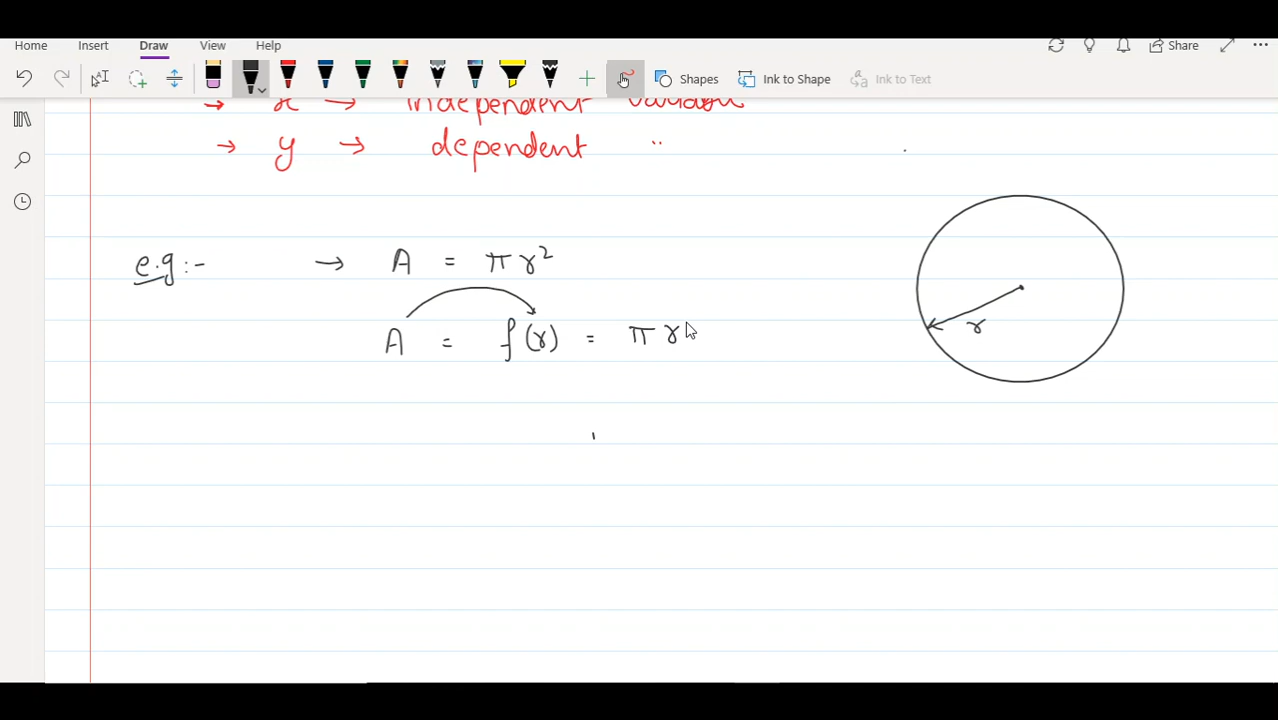 Home Insert Draw View Help Share
Shapes Ink to Shape Ink to Text
→ x → independent variable
→ y → dependent "
e.g :- → A = πr²
A = f(r) = πr
r